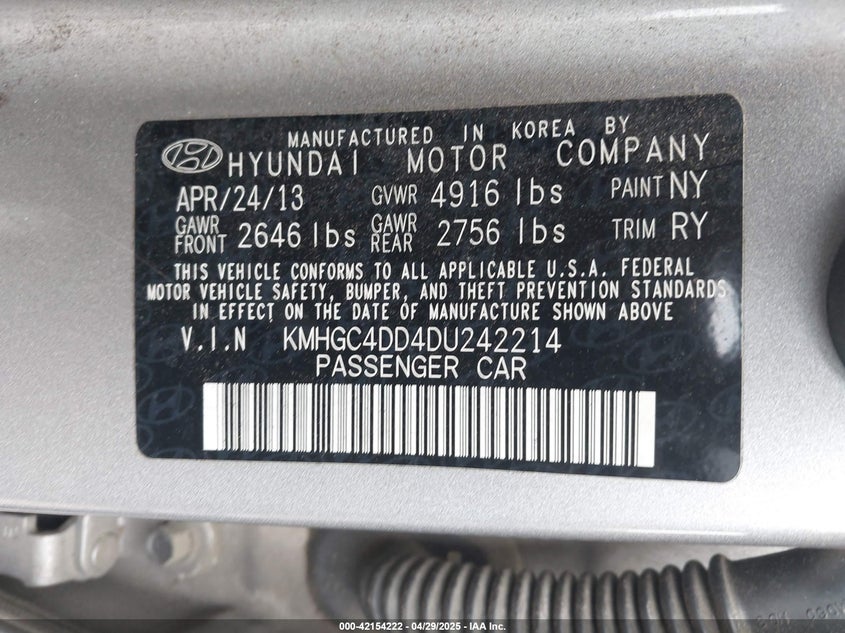 MANUFACTURED IN KOREA BY
HYUNDAI MOTOR COMPANY
APR/24/13 GVWR 4916 lbs PAINT NY
GAWR FRONT 2646 lbs GAWR REAR 2756 lbs TRIM RY
THIS VEHICLE CONFORMS TO ALL APPLICABLE U.S.A. FEDERAL
MOTOR VEHICLE SAFETY, BUMPER, AND THEFT PREVENTION STANDARDS
IN EFFECT ON THE DATE OF MANUFACTURE SHOWN ABOVE
V.I.N KMHGC4DD4DU242214
PASSENGER CAR
000-42154222 - 04/29/2025 - IAA Inc.